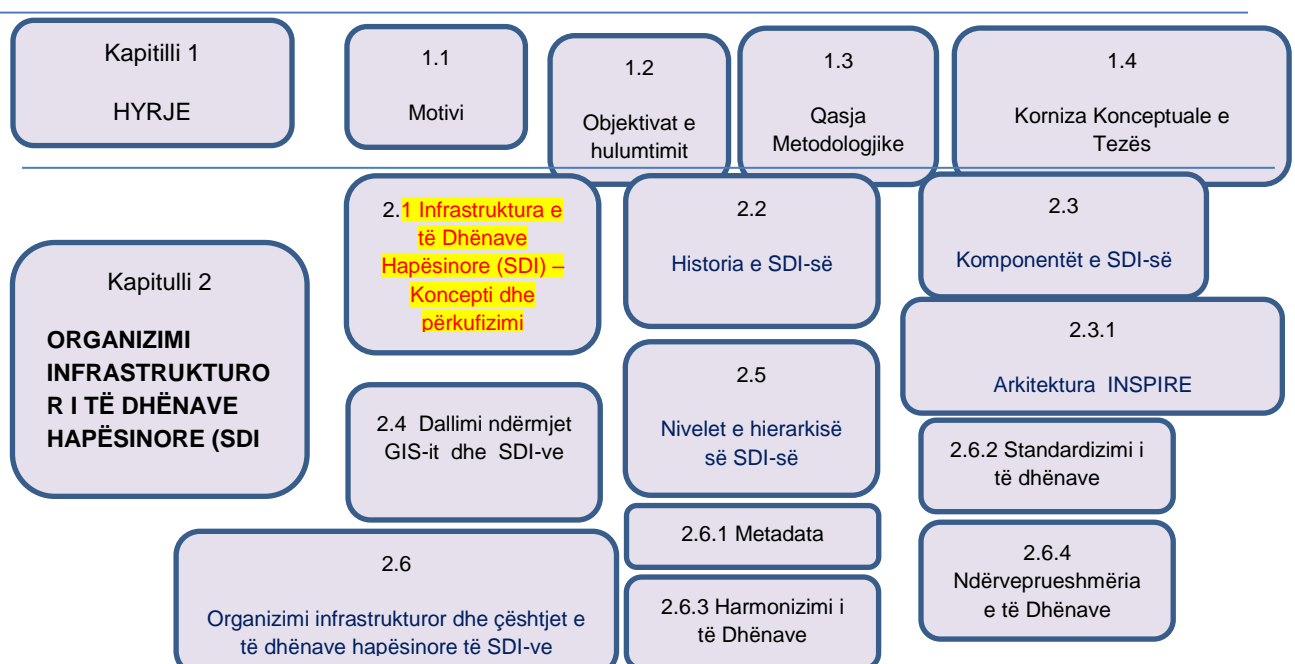 Kapitilli 1
HYRJE
1.1
Motivi
1.2
Objektivat e
hulumtimit
1.3
Qasja
Metodologjike
1.4
Korniza Konceptuale e
Tezës
Kapitulli 2
ORGANIZIMI
INFRASTRUKTURO
R I TË DHËNAVE
HAPËSINORE (SDI
2.1 Infrastruktura e
të Dhënave
Hapësinore (SDI) –
Koncepti dhe
përkufizimi
2.2
Historia e SDI-së
2.3
Komponentët e SDI-së
2.3.1
Arkitektura INSPIRE
2.4 Dallimi ndërmjet
GIS-it dhe SDI-ve
2.5
Nivelet e hierarkisë
së SDI-së
2.6
Organizimi infrastrukturor dhe çështjet e
të dhënave hapësinore të SDI-ve
2.6.1 Metadata
2.6.2 Standardizimi i
të dhënave
2.6.3 Harmonizimi i
të Dhënave
2.6.4
Ndërveprueshmëria
e të Dhënave